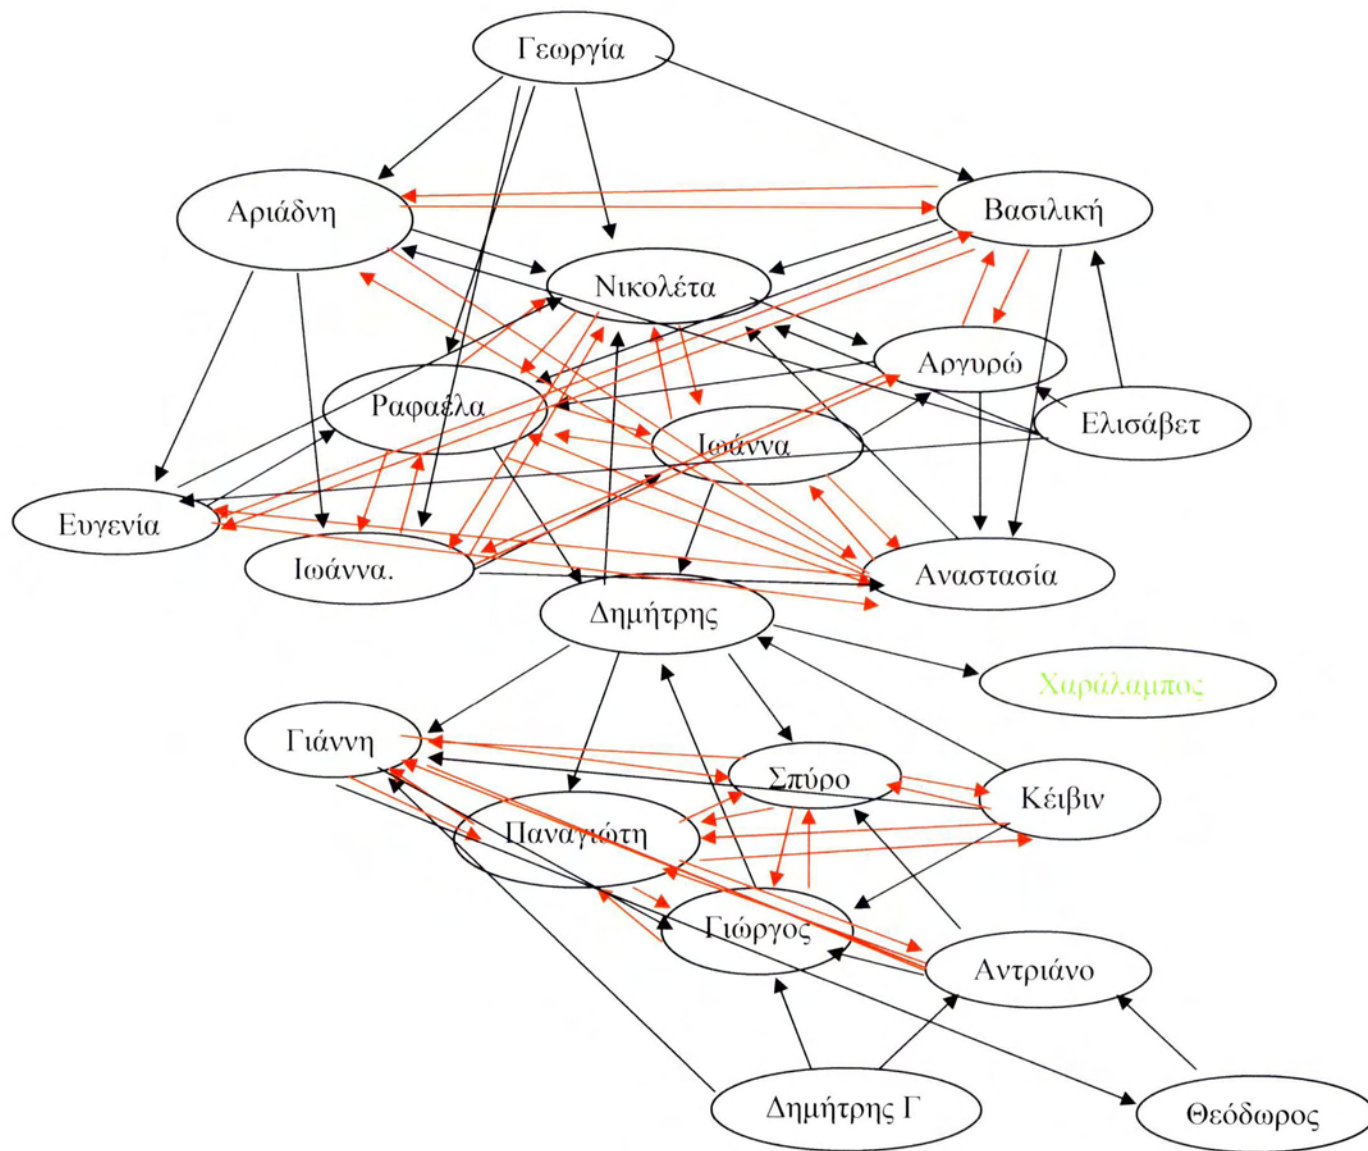 Γεωργία
Αριάδνη
Βασιλική
Νικολέτα
Αργυρώ
Ραφαέλα
Ελισάβετ
Ιωάννα
Ευγενία
Ιωάννα.
Αναστασία
Δημήτρης
Χαράλαμπος
Γιάννη
Σπύρο
Κέιβιν
Παναγιώτη
Γιώργος
Αντριάνο
Δημήτρης Γ
Θεόδωρος